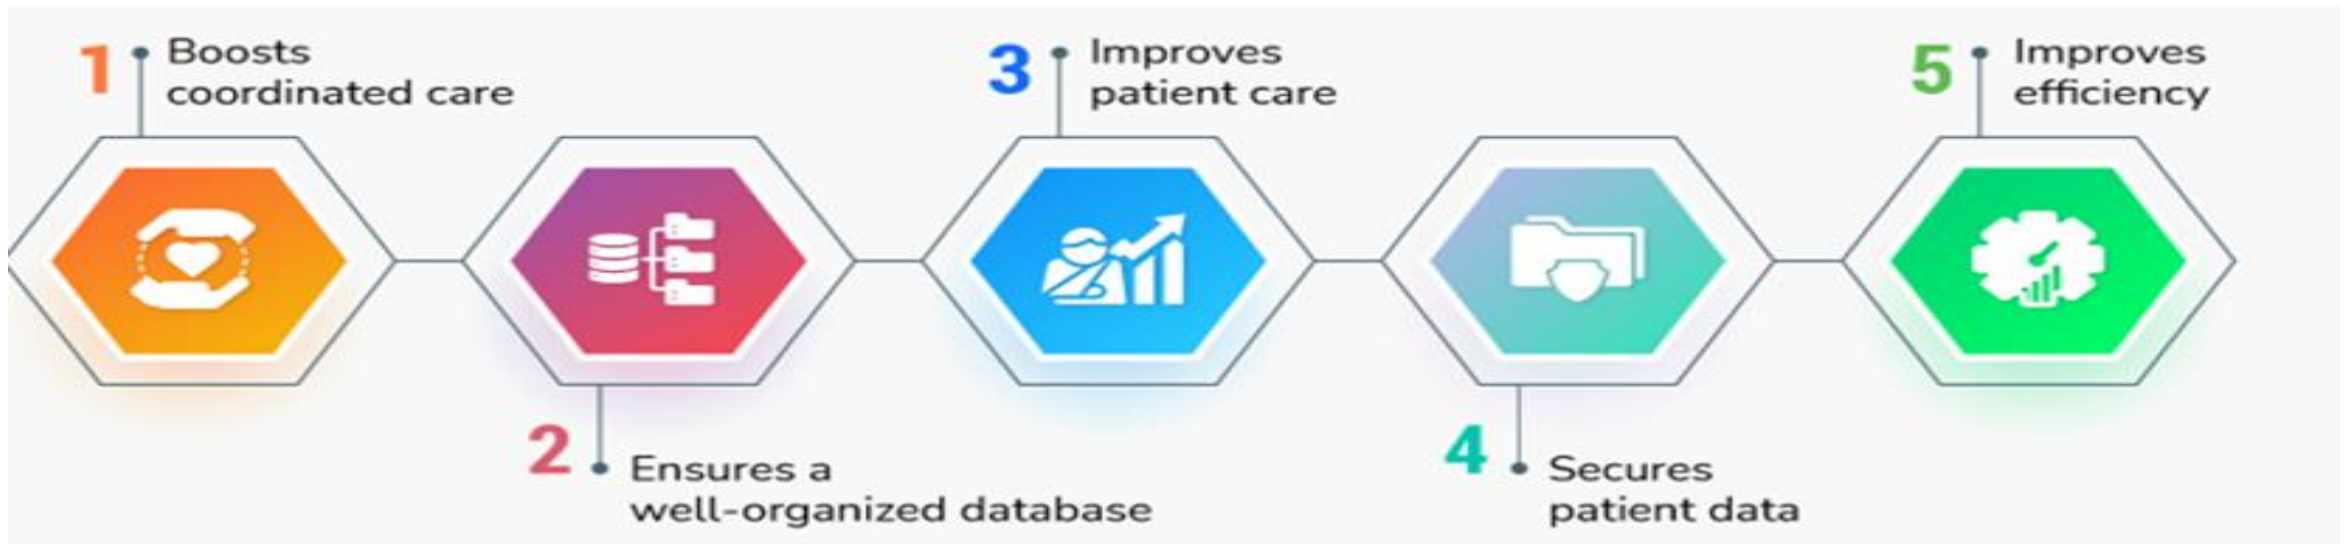 1
Boosts
coordinated care
2
Ensures a
well-organized database
3
Improves
patient care
4
Secures
patient data
5
Improves
efficiency